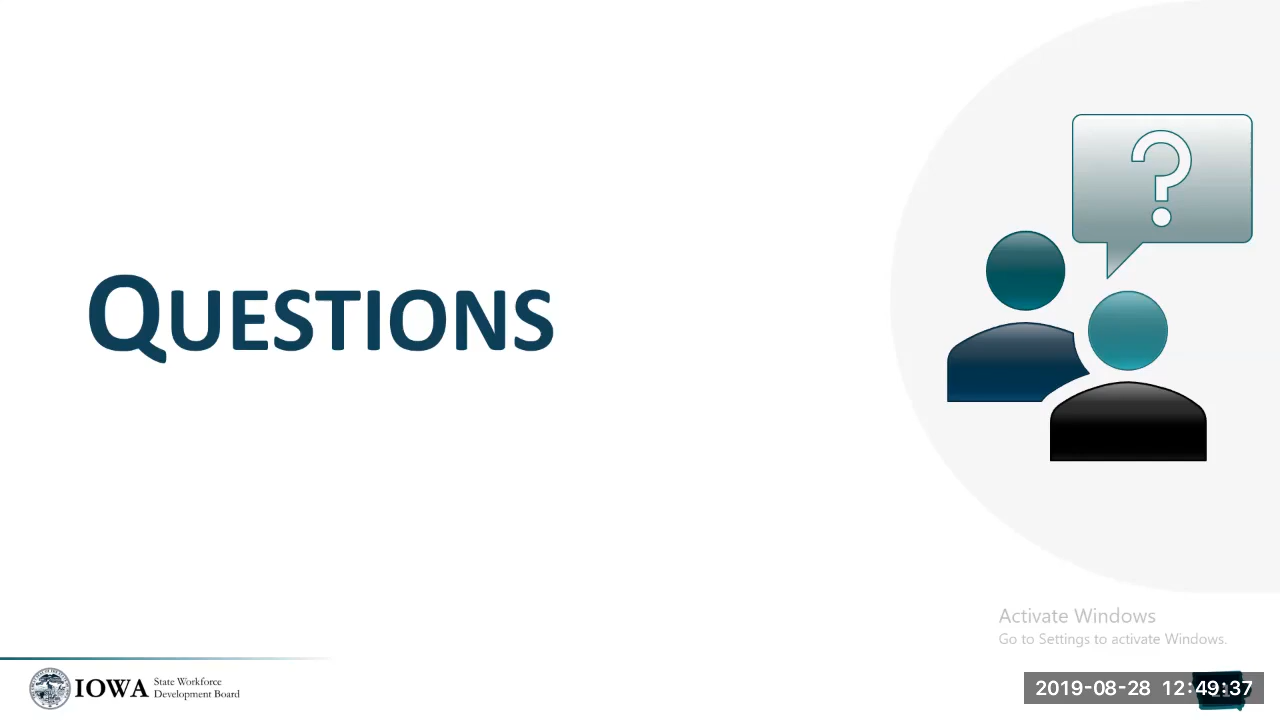 QUESTIONS
?
Activate Windows
Go to Settings to activate Windows.
IOWA State Workforce
Development Board
2019-08-28 12:49:37